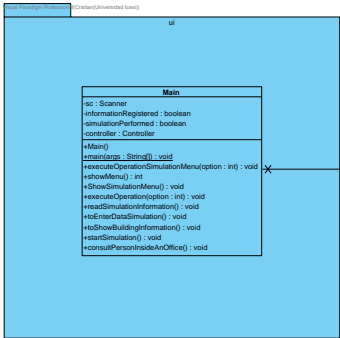 Visual Paradigm Professional(Cristian(Universidad Icesi))
ui
Main
-sc : Scanner
-informationRegistered : boolean
-simulationPerformed : boolean
-controller : Controller
+Main()
+main(args : String[]) : void
+executeOperationSimulationMenu(option : int) : void
+showMenu() : int
+ShowSimulationMenu() : void
+executeOperation(option : int) : void
+readSimulationInformation() : void
+toEnterDataSimulation() : void
+toShowBuildingInformation() : void
+startSimulation() : void
+consultPersonInsideAnOffice() : void